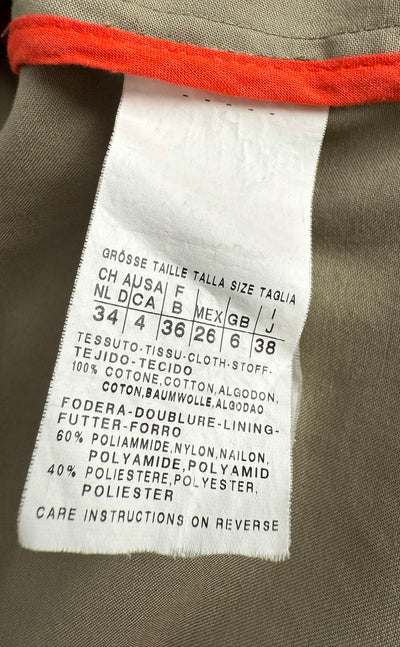 GRÖSSE TAILLE TALLA SIZE TAGLIA
CH A USA F I
NL D CA B MEX GB J
34 4 36 26 6 38
TESSUTO-TISSU-CLOTH-STOFF-
TEJIDO-TECIDO
100% COTONE,COTTON,ALGODON,
COTON,BAUMWOLLE,ALGODAO
FODERA-DOUBLURE-LINING-
FUTTER-FORRO
60% POLIAMMIDE,NYLON,NAILON,
POLYAMIDE,POLYAMID
40% POLIESTERE,POLYESTER,
POLIESTER
CARE INSTRUCTIONS ON REVERSE